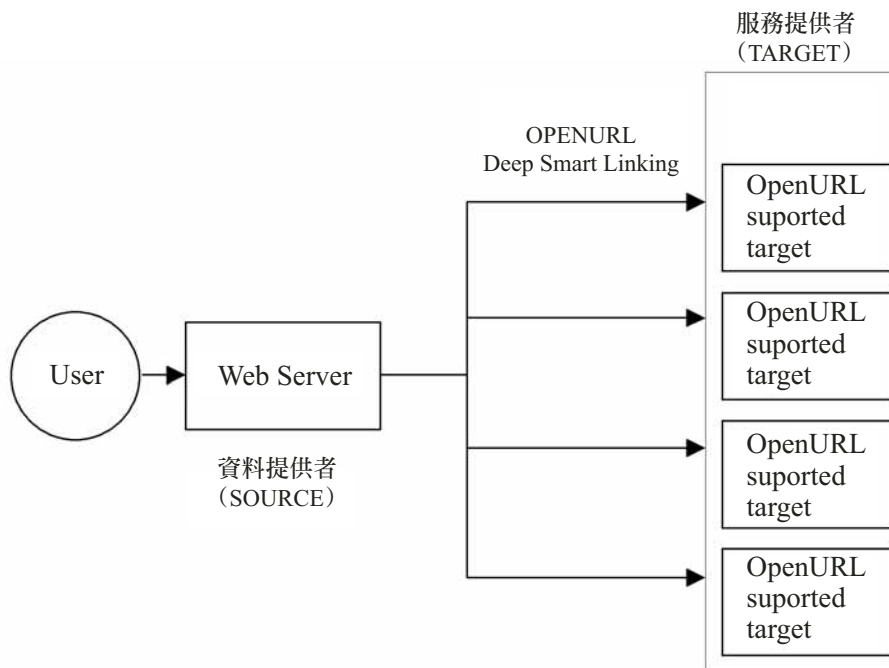 服務提供者
（TARGET）
OPENURL
Deep Smart Linking
OpenURL
suported
target
OpenURL
suported
target
User
Web Server
資料提供者
（SOURCE）
OpenURL
suported
target
OpenURL
suported
target